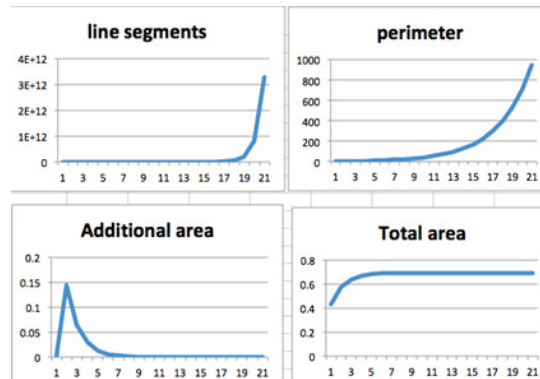 line segments
4E+12
3E+12
2E+12
1E+12
0
1 3 5 7 9 11 13 15 17 19 21
perimeter
1000
800
600
400
200
0
1 3 5 7 9 11 13 15 17 19 21
Additional area
0.2
0.15
0.1
0.05
0
1 3 5 7 9 11 13 15 17 19 21
Total area
0.8
0.6
0.4
0.2
0
1 3 5 7 9 11 13 15 17 19 21